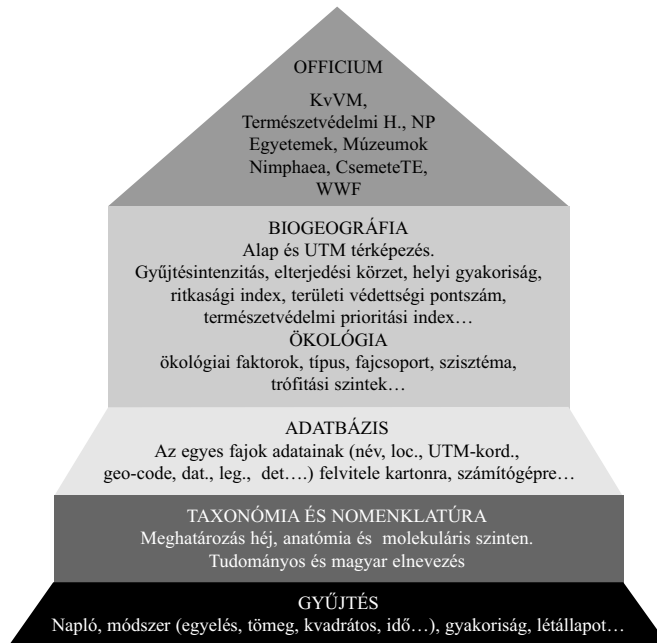 OFFICIUM
KvVM,
Természetvédelmi H., NP
Egyetemek, Múzeumok
Nimphaea, CsemeteTE,
WWF
BIOGEOGRÁFIA
Alap és UTM térképezés.
Gyűjtésintenzitás, elterjedési körzet, helyi gyakoriság,
ritkasági index, területi védettségi pontszám,
természetvédelmi prioritási index…
ÖKOLÓGIA
ökológiai faktorok, típus, fajcsoport, szisztéma,
trófitási szintek…
ADATBÁZIS
Az egyes fajok adatainak (név, loc., UTM-kord.,
geo-code, dat., leg., det….) felvitele kartonra, számítógépre…
TAXONÓMIA ÉS NOMENKLATÚRA
Meghatározás héj, anatómia és molekuláris szinten.
Tudományos és magyar elnevezés
GYŰJTÉS
Napló, módszer (egyelés, tömeg, kvadrátos, idő…), gyakoriság, létállapot…